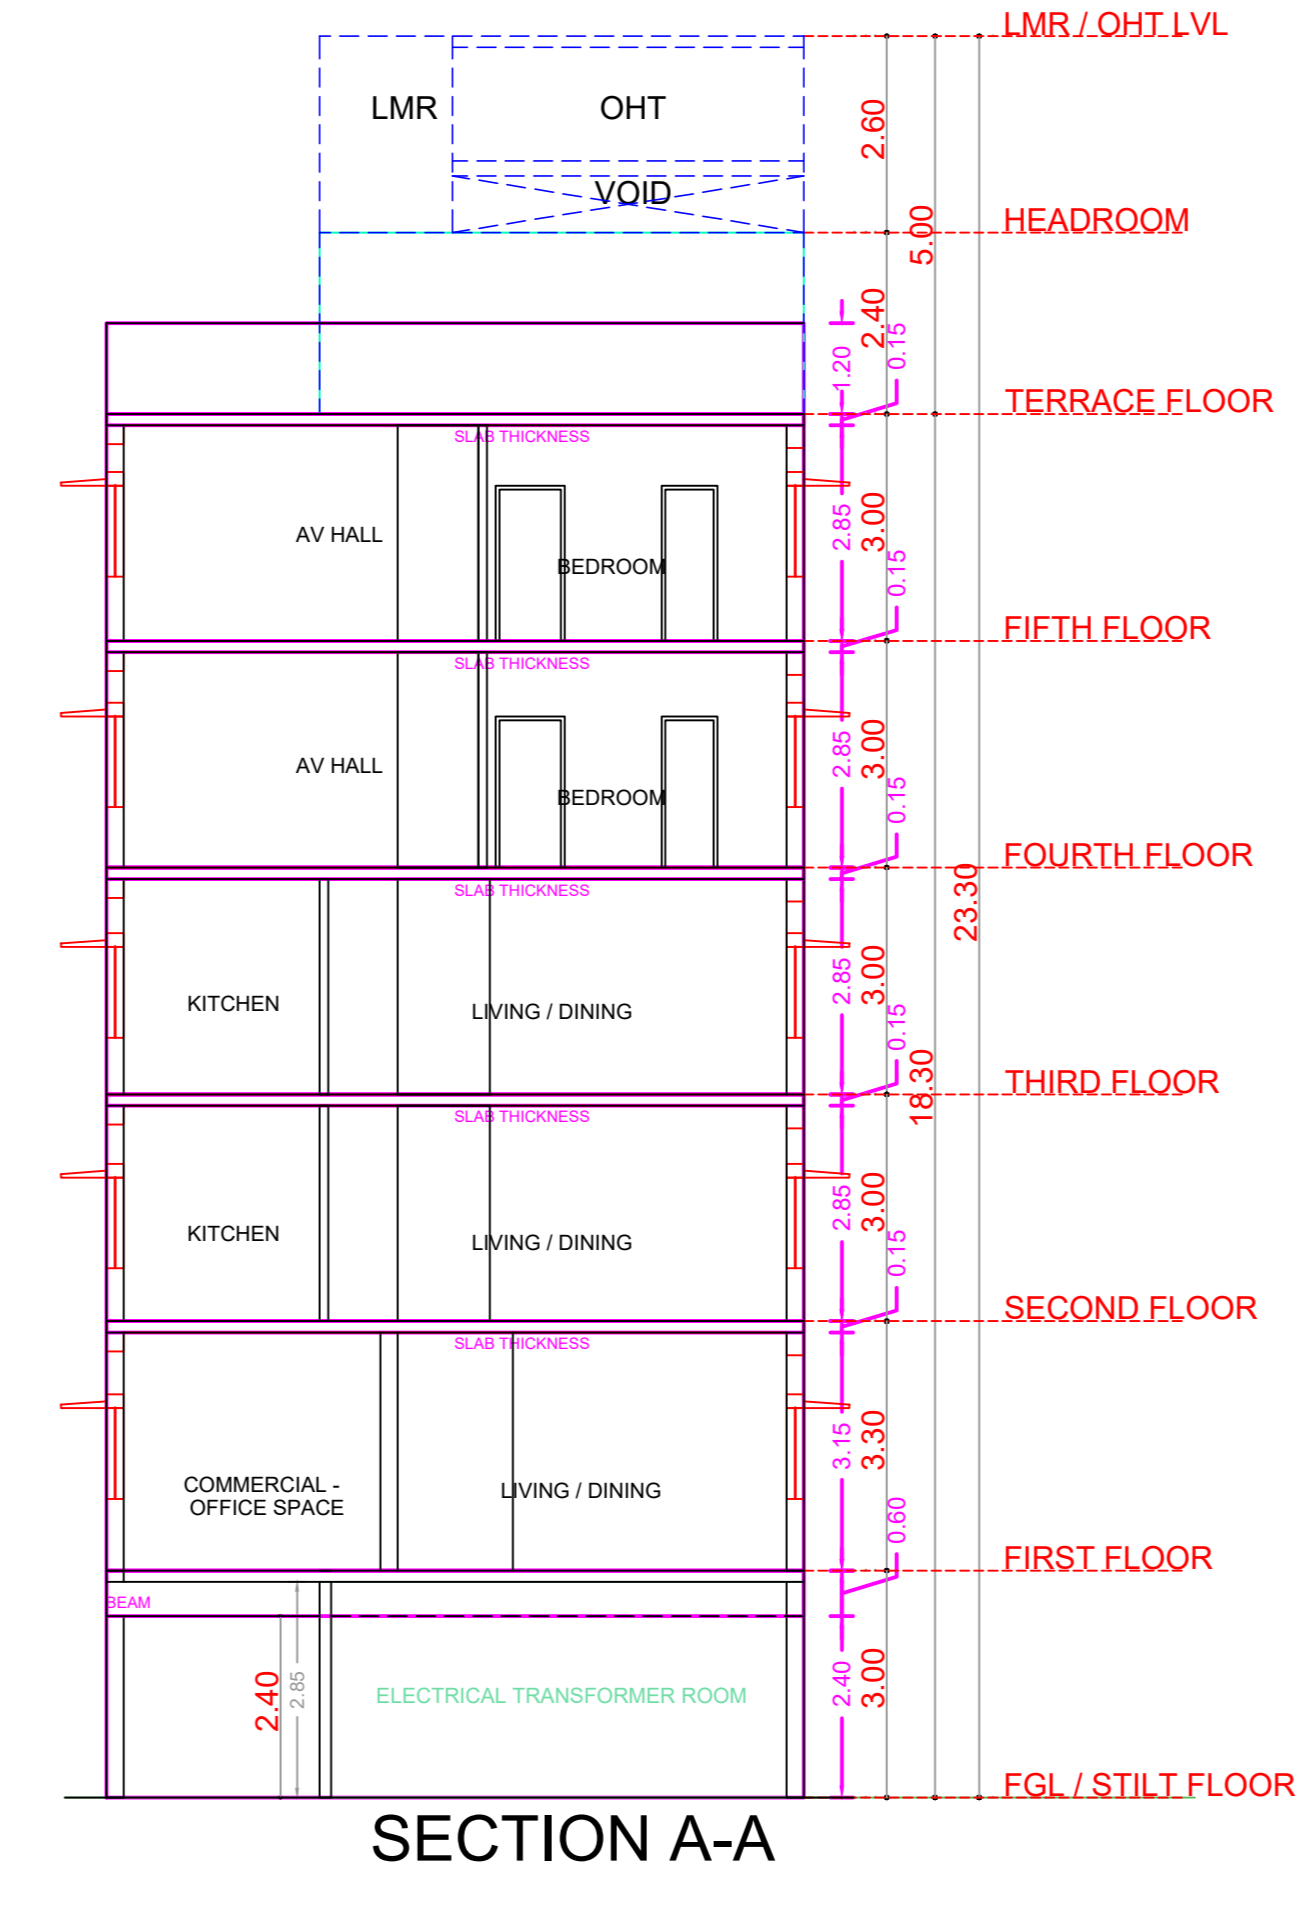 LMR / OHT LVL
LMR
OHT
2.60
VOID
HEADROOM
5.00
2.40
0.15
1.20
TERRACE FLOOR
SLAB THICKNESS
AV HALL
2.85
3.00
BEDROOM
0.15
FIFTH FLOOR
SLAB THICKNESS
AV HALL
2.85
3.00
BEDROOM
0.15
FOURTH FLOOR
SLAB THICKNESS
23.30
KITCHEN
LIVING / DINING
2.85
3.00
0.15
THIRD FLOOR
18.30
SLAB THICKNESS
KITCHEN
LIVING / DINING
2.85
3.00
0.15
SECOND FLOOR
SLAB THICKNESS
COMMERCIAL -
OFFICE SPACE
LIVING / DINING
3.15
3.30
0.60
FIRST FLOOR
BEAM
2.40
2.85
ELECTRICAL TRANSFORMER ROOM
2.40
3.00
FGL / STILT FLOOR
SECTION A-A